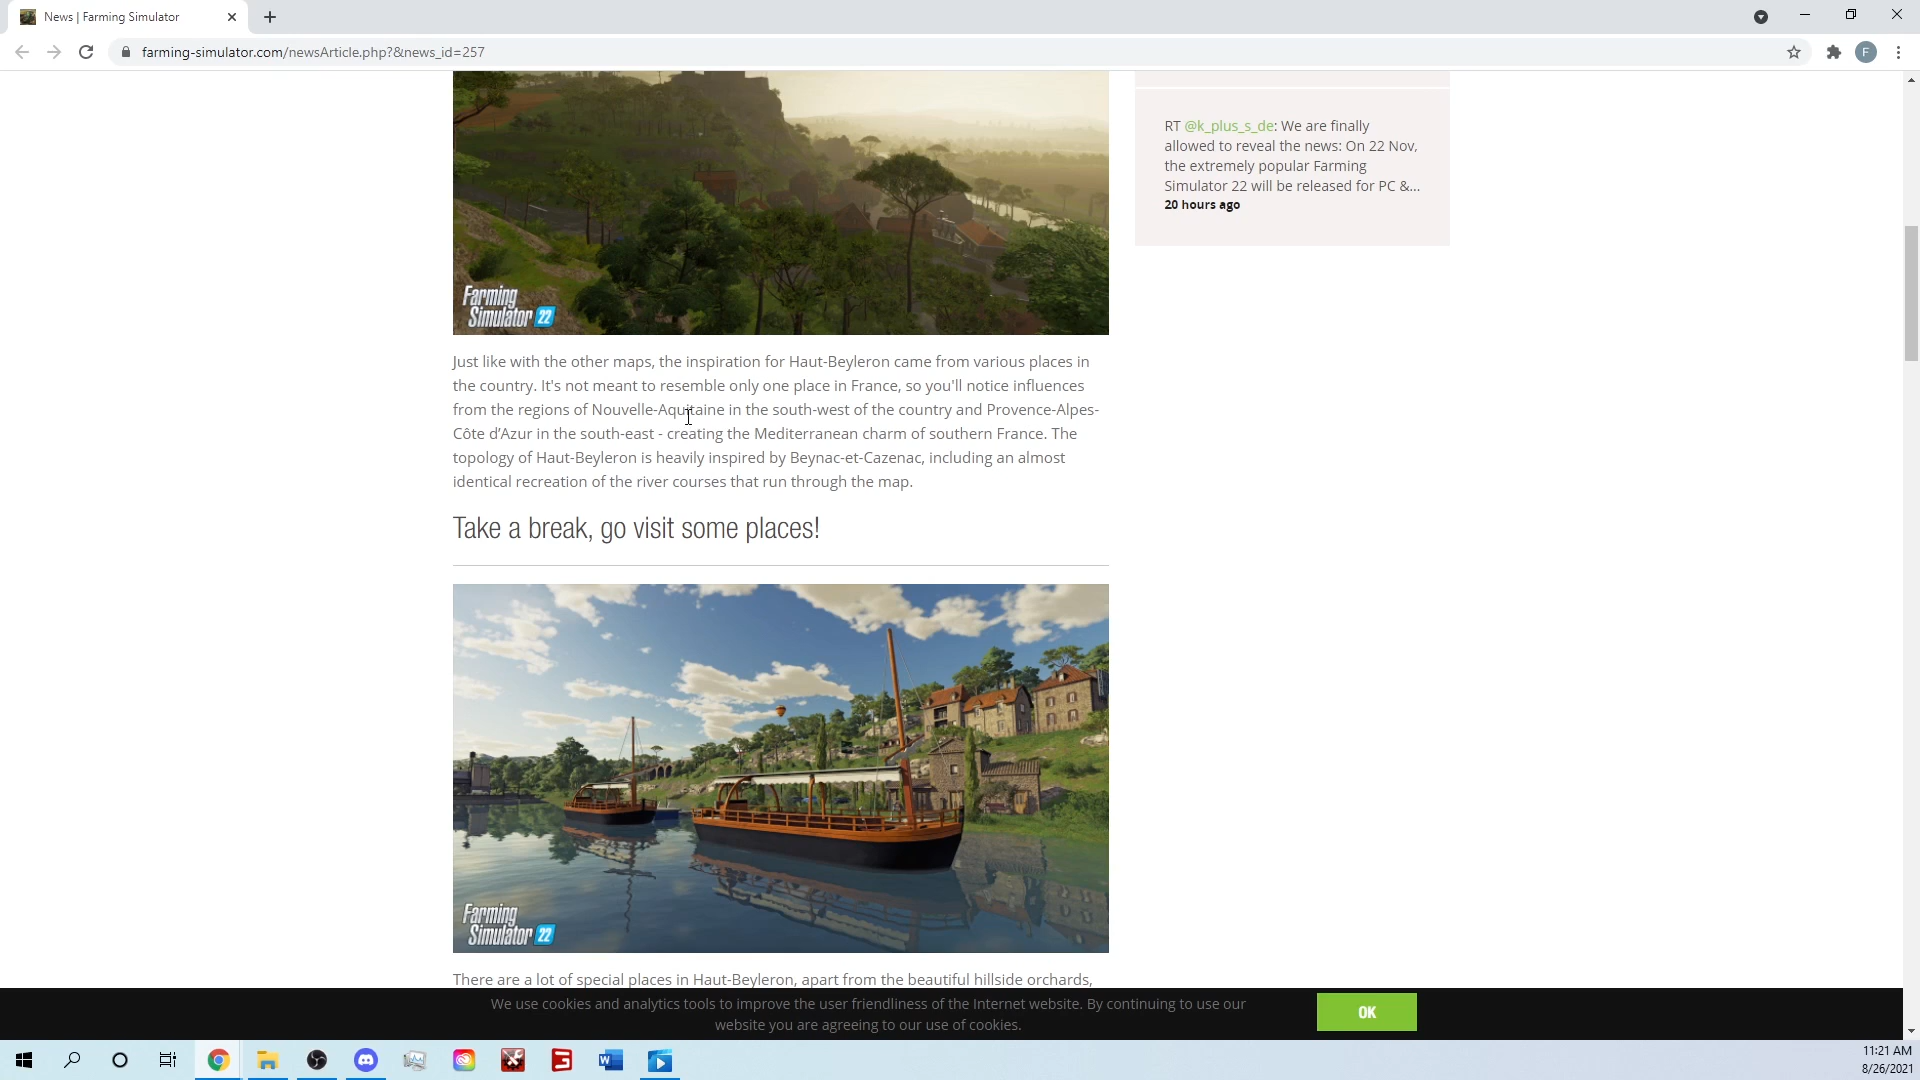 News | Farming Simulator
farming-simulator.com/newsArticle.php?&news_id=257
F
RT @k_plus_s_de: We are finally
allowed to reveal the news: On 22 Nov,
the extremely popular Farming
Simulator 22 will be released for PC &...
20 hours ago
Farming
Simulator 22
Just like with the other maps, the inspiration for Haut-Beyleron came from various places in
the country. It's not meant to resemble only one place in France, so you'll notice influences
from the regions of Nouvelle-Aquitaine in the south-west of the country and Provence-Alpes-
Côte d’Azur in the south-east - creating the Mediterranean charm of southern France. The
topology of Haut-Beyleron is heavily inspired by Beynac-et-Cazenac, including an almost
identical recreation of the river courses that run through the map.
Take a break, go visit some places!
Farming
Simulator 22
There are a lot of special places in Haut-Beyleron, apart from the beautiful hillside orchards,
We use cookies and analytics tools to improve the user friendliness of the Internet website. By continuing to use our
website you are agreeing to our use of cookies.
OK
W
11:21 AM
8/26/2021